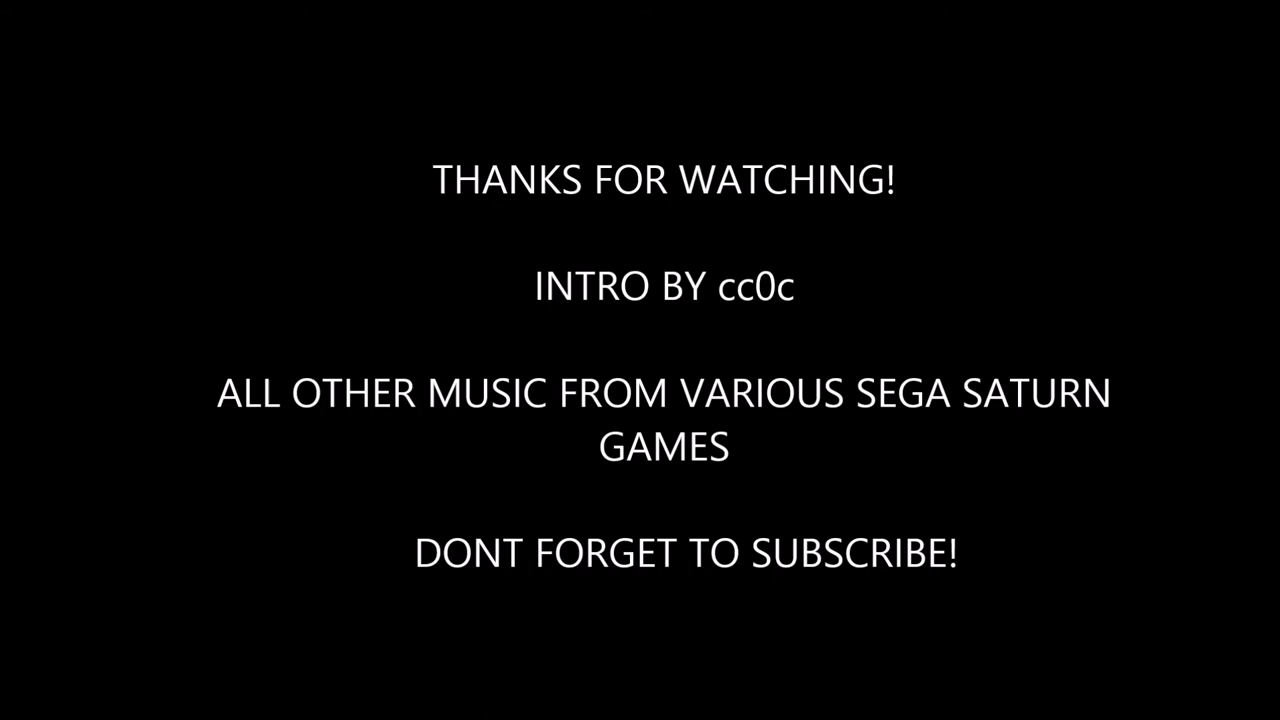 THANKS FOR WATCHING!
INTRO BY cc0c
ALL OTHER MUSIC FROM VARIOUS SEGA SATURN
GAMES
DONT FORGET TO SUBSCRIBE!